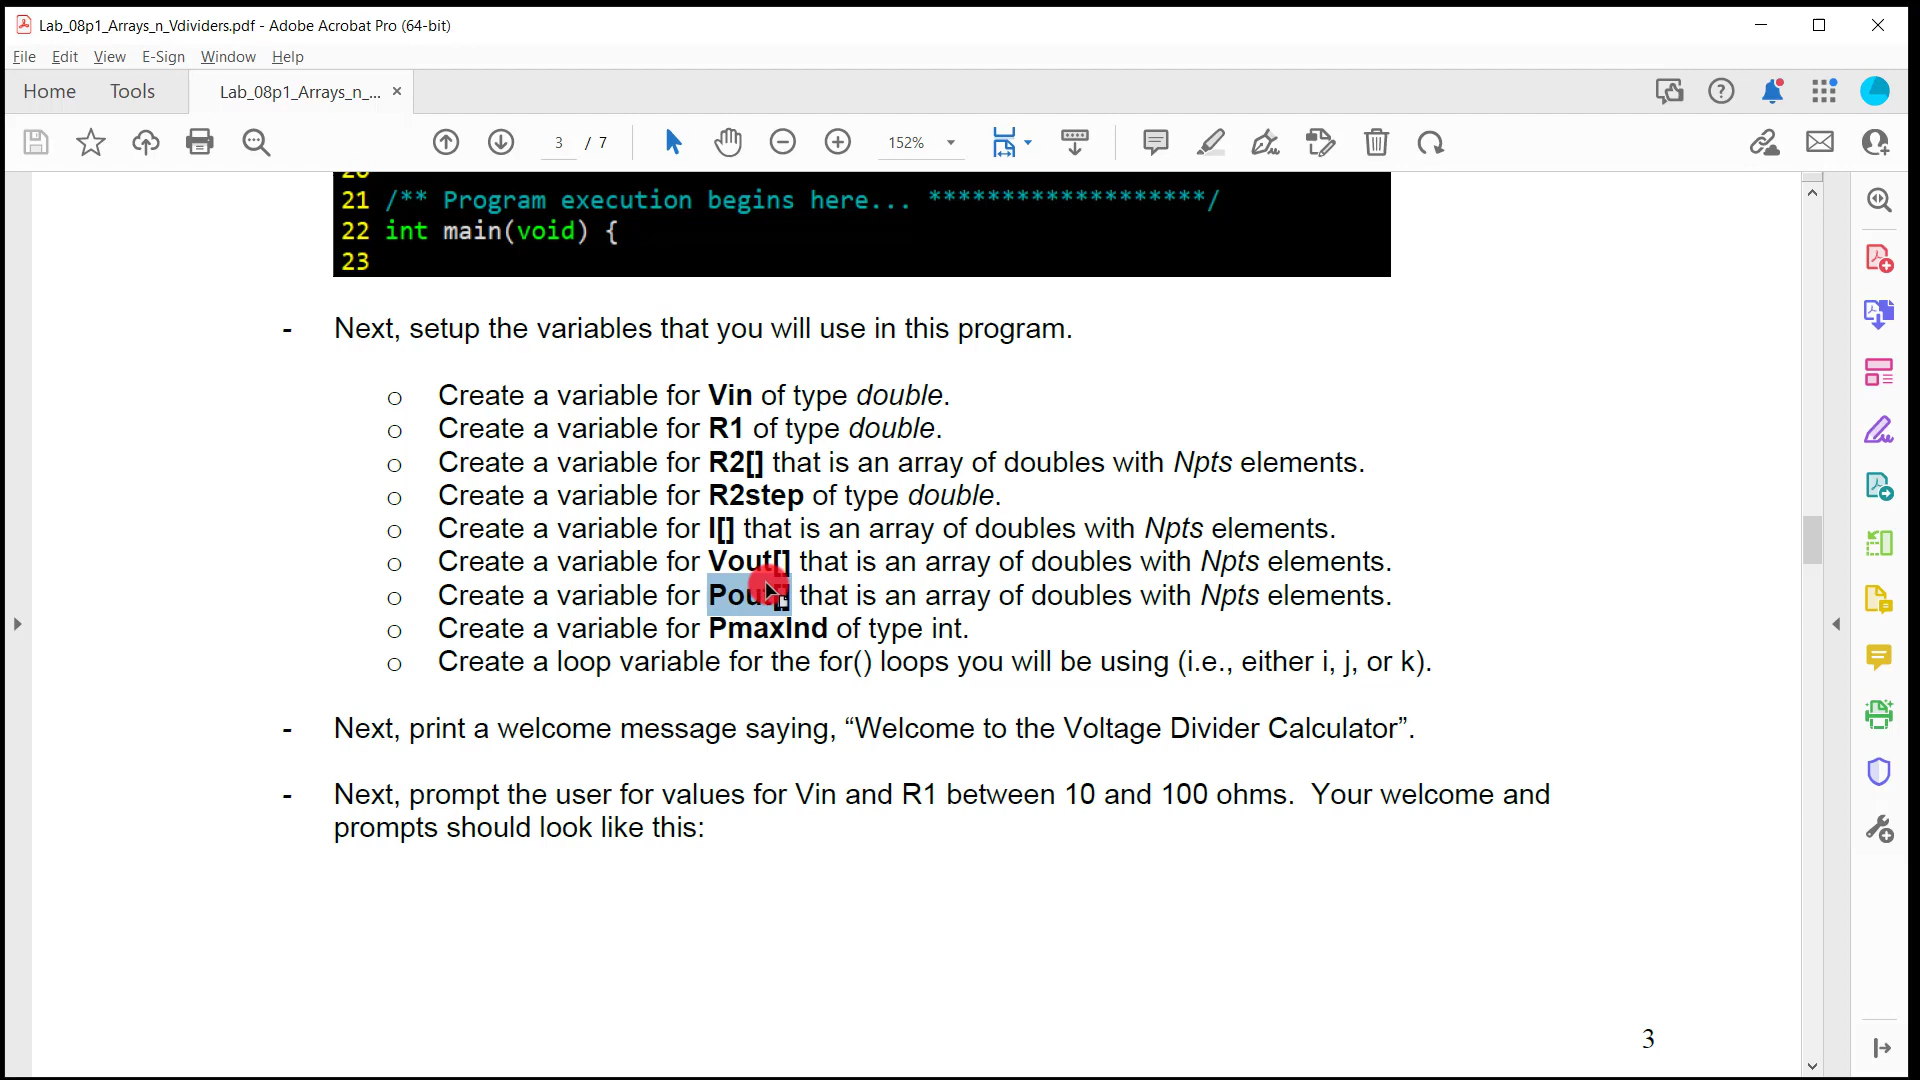 Lab_08p1_Arrays_n_Vdividers.pdf - Adobe Acrobat Pro (64-bit)
File Edit View E-Sign Window Help
Home Tools Lab_08p1_Arrays_n_... ×
3 / 7 152%
20
21 /** Program execution begins here... *******************/
22 int main(void) {
23
- Next, setup the variables that you will use in this program.
o Create a variable for Vin of type double.
o Create a variable for R1 of type double.
o Create a variable for R2[] that is an array of doubles with Npts elements.
o Create a variable for R2step of type double.
o Create a variable for I[] that is an array of doubles with Npts elements.
o Create a variable for Vout[] that is an array of doubles with Npts elements.
o Create a variable for Pout[] that is an array of doubles with Npts elements.
o Create a variable for PmaxInd of type int.
o Create a loop variable for the for() loops you will be using (i.e., either i, j, or k).
- Next, print a welcome message saying, “Welcome to the Voltage Divider Calculator”.
- Next, prompt the user for values for Vin and R1 between 10 and 100 ohms. Your welcome and
prompts should look like this:
3